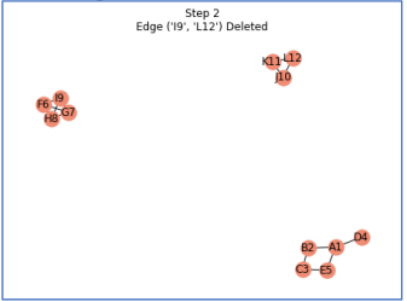 Step 2
Edge ('I9', 'L12') Deleted
K11
L12
J10
I9
F6
G7
H8
D4
B2
A1
C3
E5